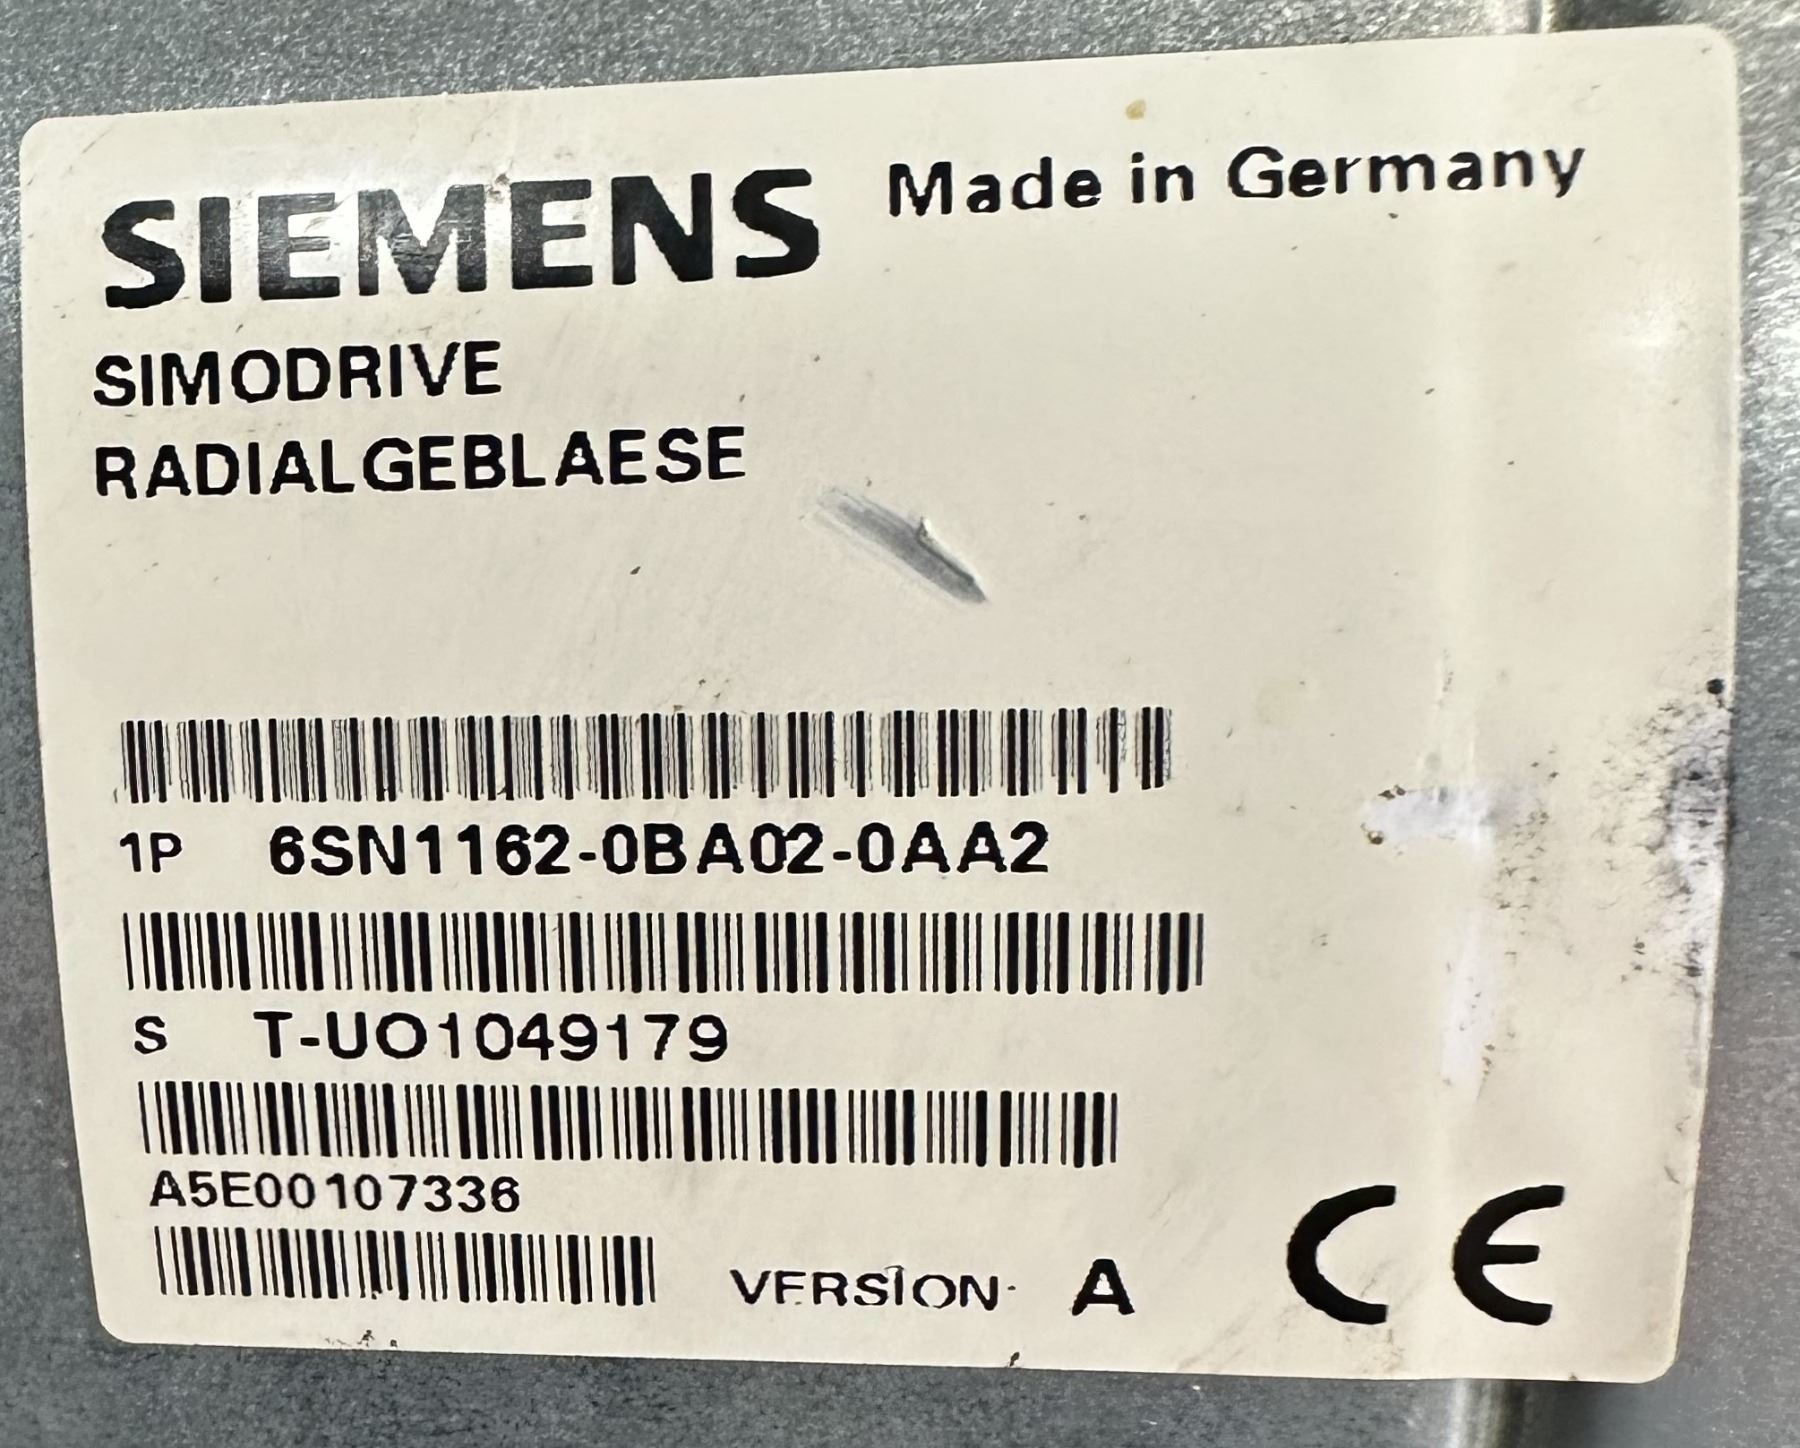 SIEMENS Made in Germany
SIMODRIVE
RADIALGEBLAESE
1P 6SN1162-0BA02-0AA2
S T-UO1049179
A5E00107336
VERSION A
CE